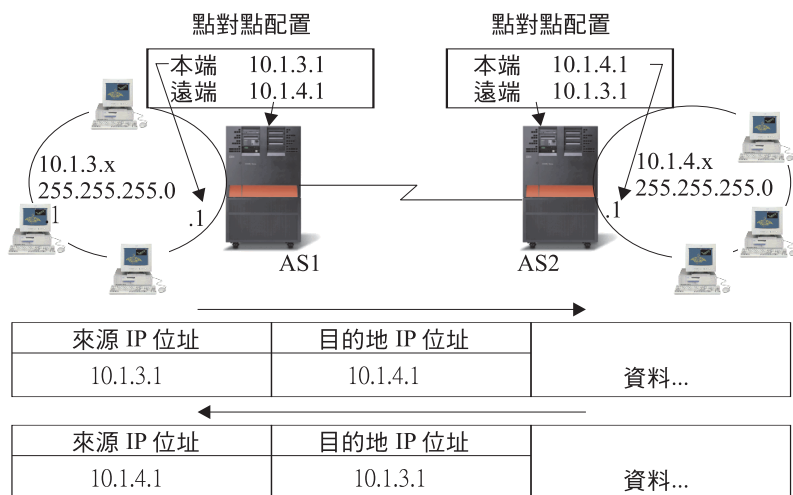 點對點配置
點對點配置
本端 10.1.3.1
遠端 10.1.4.1
本端 10.1.4.1
遠端 10.1.3.1
10.1.3.x
255.255.255.0
.1
.1
10.1.4.x
255.255.255.0
.1
AS1
AS2
來源 IP 位址 目的地 IP 位址
10.1.3.1 10.1.4.1 資料...
來源 IP 位址 目的地 IP 位址
10.1.4.1 10.1.3.1 資料...